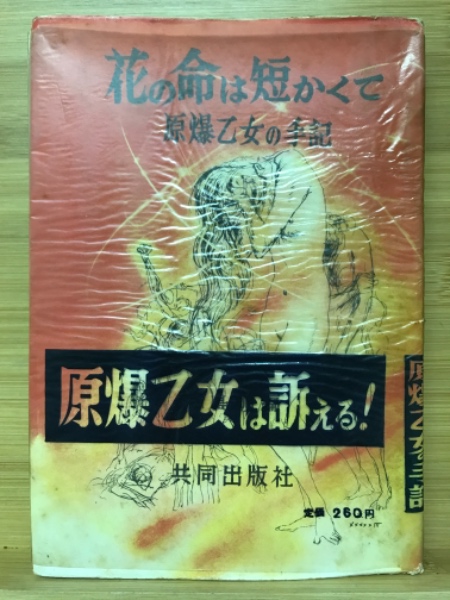 花の命は短かくて
原爆乙女の手記
原爆乙女は訴える!
共同出版社
定価 260円
原爆乙女の手記